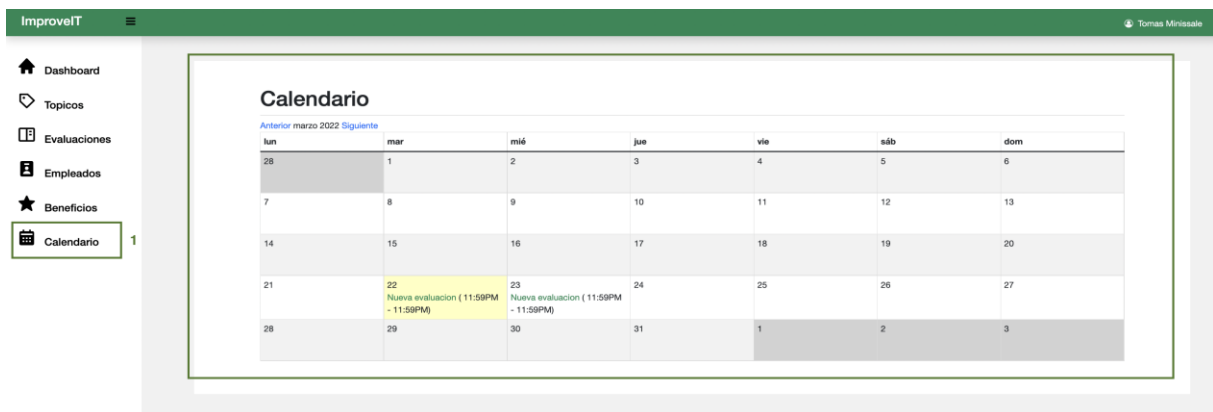 ImproveIT
Tomas Minissale
Dashboard
Topicos
Evaluaciones
Empleados
Beneficios
Calendario 1
Calendario
Anterior marzo 2022 Siguiente
lun mar mié jue vie sáb dom
28 1 2 3 4 5 6
7 8 9 10 11 12 13
14 15 16 17 18 19 20
21 22 23 24 25 26 27
Nueva evaluacion ( 11:59PM Nueva evaluacion ( 11:59PM
- 11:59PM) - 11:59PM)
28 29 30 31 1 2 3